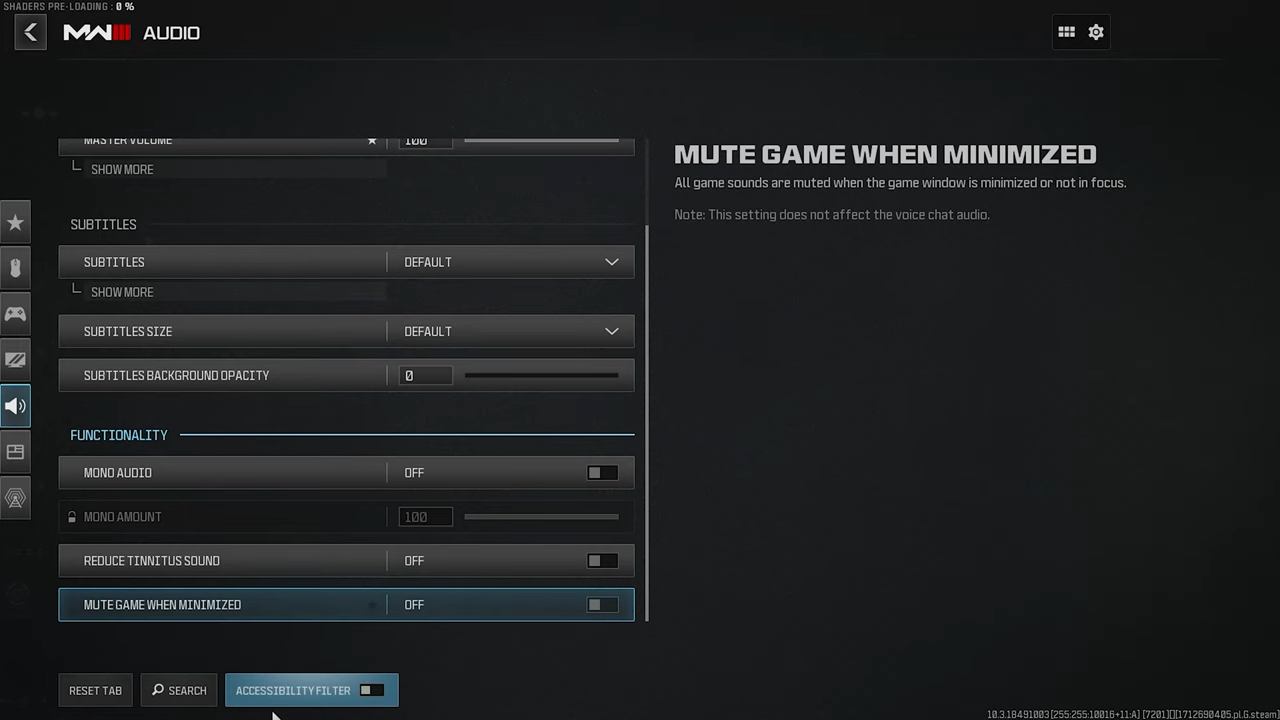 SHADERS PRE-LOADING : 0 %
MWIII AUDIO
MASTER VOLUME 100
SHOW MORE
SUBTITLES
SUBTITLES DEFAULT
SHOW MORE
SUBTITLES SIZE DEFAULT
SUBTITLES BACKGROUND OPACITY 0
FUNCTIONALITY
MONO AUDIO OFF
MONO AMOUNT 100
REDUCE TINNITUS SOUND OFF
MUTE GAME WHEN MINIMIZED OFF
MUTE GAME WHEN MINIMIZED
All game sounds are muted when the game window is minimized or not in focus.
Note: This setting does not affect the voice chat audio.
RESET TAB SEARCH ACCESSIBILITY FILTER
10.3.18491003 [255:255:10016+11:A] [7201][][1712690405.pl.G.steam]